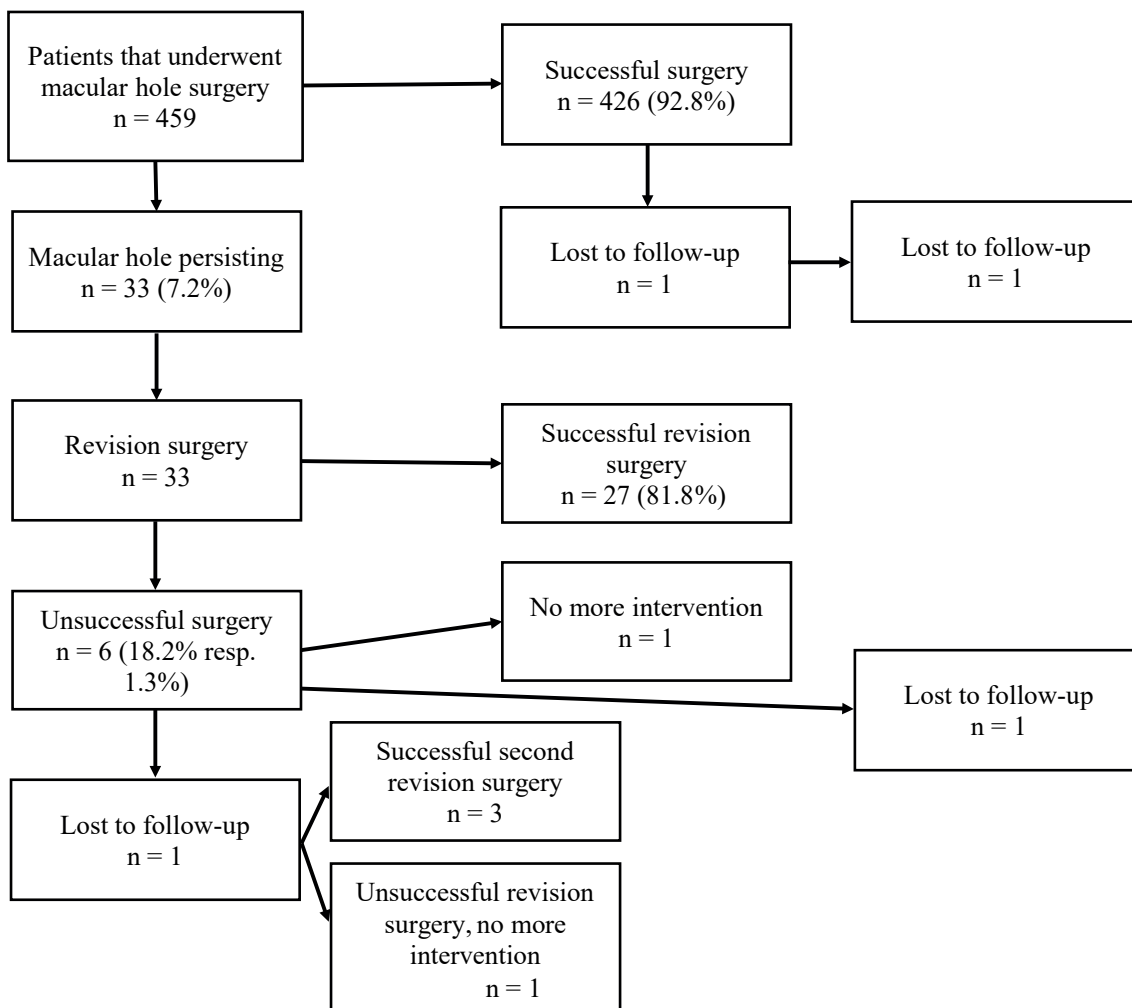 Patients that underwent
macular hole surgery
n = 459
Successful surgery
n = 426 (92.8%)
Macular hole persisting
n = 33 (7.2%)
Lost to follow-up
n = 1
Lost to follow-up
n = 1
Revision surgery
n = 33
Successful revision
surgery
n = 27 (81.8%)
Unsuccessful surgery
n = 6 (18.2% resp.
1.3%)
No more intervention
n = 1
Lost to follow-up
n = 1
Lost to follow-up
n = 1
Successful second
revision surgery
n = 3
Unsuccessful revision
surgery, no more
intervention
n = 1